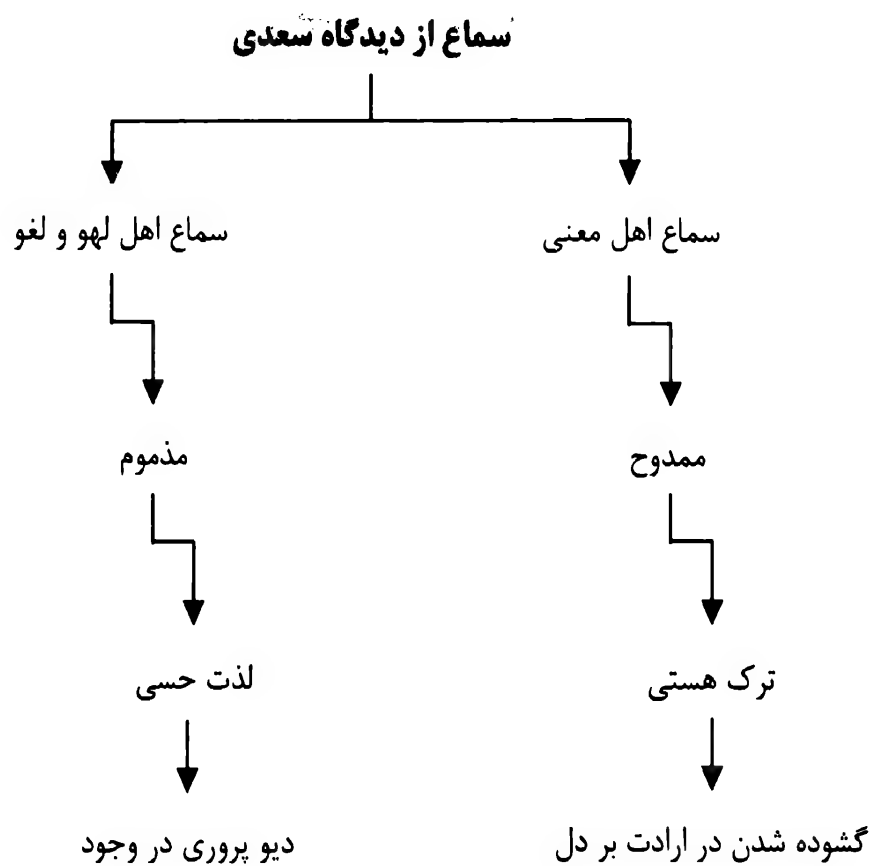 سماع از دیدگاه سعدی
سماع اهل معنی
سماع اهل لهو و لغو
ممدوح
مذموم
ترک هستی
لذت حسی
گشوده شدن در ارادت بر دل
دیو پروری در وجود